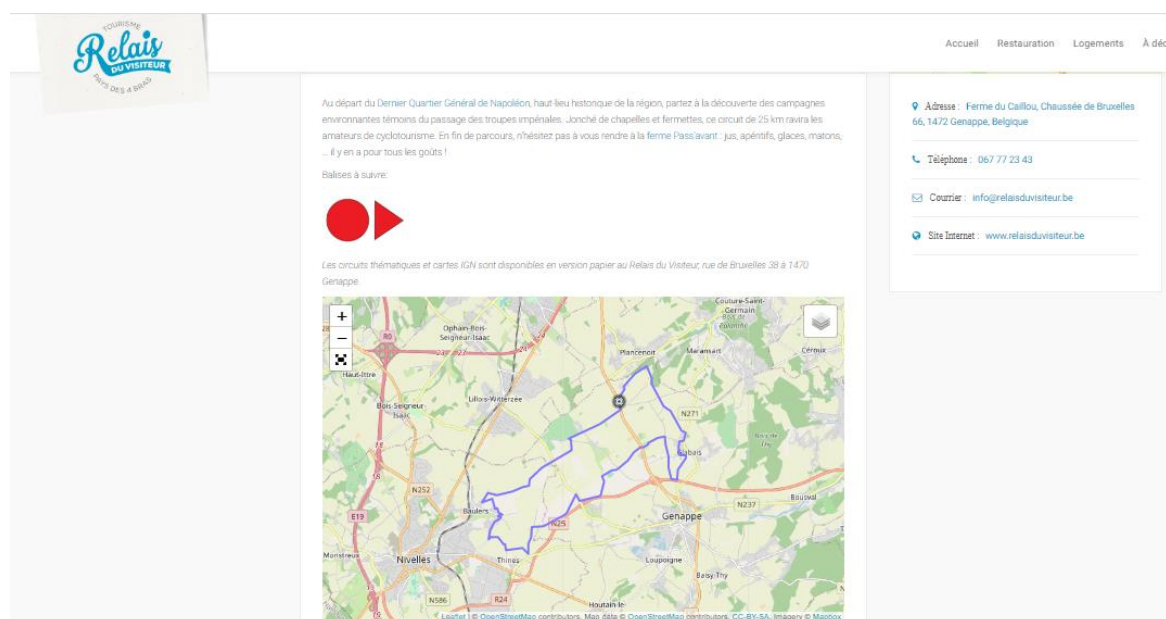 TOURISME
Relais
DU VISITEUR
PAYS DES 4 BRAS
Accueil Restauration Logements À déc
Au départ du Dernier Quartier Général de Napoléon, haut-lieu historique de la région, partez à la découverte des campagnes
environnantes témoins du passage des troupes impériales. Jonché de chapelles et fermettes, ce circuit de 25 km ravira les
amateurs de cyclotourisme. En fin de parcours, n'hésitez pas à vous rendre à la ferme Pass'avant : jus, apéritifs, glaces, matons,
... il y en a pour tous les goûts !
Balises à suivre:
Les circuits thématiques et cartes IGN sont disponibles en version papier au Relais du Visiteur, rue de Bruxelles 38 à 1470
Genappe.
Adresse : Ferme du Caillou, Chaussée de Bruxelles
66, 1472 Genappe, Belgique
Téléphone : 067 77 23 43
Courrier : info@relaisduvisiteur.be
Site Internet : www.relaisduvisiteur.be
+
−
Couture-Saint-
Germain
Bois de
Ophain-Bois-
Seigneur-Isaac
R0
27
Plancenoit
Maransart
Céroux
Haut-Ittre
Lillois-Witterzée
Bois-Seigneur-
Isaac
N271
Bois de
N252
E19
Baulers
N25
Genappe
N237
Bousval
Monstreux
Nivelles
Thines
Loupoigne
Baisy-Thy
N586
R24
Houtain-le-
Leaflet | © OpenStreetMap contributors, Map data © OpenStreetMap contributors, CC-BY-SA, Imagery © Mapbox